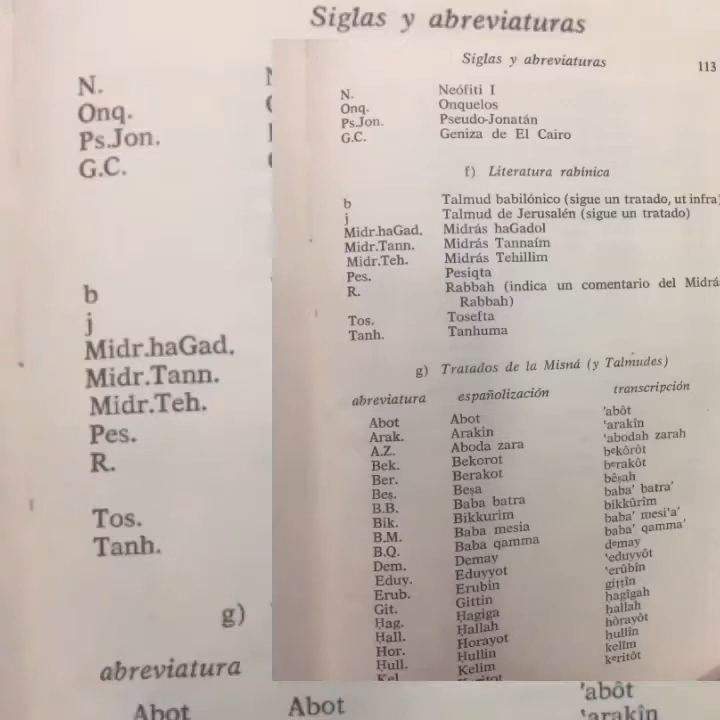 Siglas y abreviaturas
N.
Onq.
Ps.Jon.
G.C.
b
j
Midr.haGad.
Midr.Tann.
Midr.Teh.
Pes.
R.
Tos.
Tanh.
g)
abreviatura
Abot Abot 'abôt
'arakîn
Siglas y abreviaturas 113
N. Neófiti I
Onq. Onquelos
Ps.Jon. Pseudo-Jonatán
G.C. Geniza de El Cairo
f) Literatura rabínica
b Talmud babilónico (sigue un tratado, ut infra)
j Talmud de Jerusalén (sigue un tratado)
Midr.haGad. Midrás haGadol
Midr.Tann. Midrás Tannaím
Midr.Teh. Midrás Tehillim
Pes. Pesiqta
R. Rabbah (indica un comentario del Midrás
Rabbah)
Tos. Tosefta
Tanh. Tanhuma
g) Tratados de la Misná (y Talmudes)
abreviatura españolización transcripción
Abot Abot 'abôt
Arak. Arakin 'arakîn
A.Z. Aboda zara 'abodah zarah
Bek. Bekorot bᵉkôrôt
Ber. Berakot bᵉrakôt
Beṣ. Beṣa bêṣah
B.B. Baba batra baba' batra'
Bik. Bikkurim bikkûrîm
B.M. Baba mesia baba' mesi'a'
B.Q. Baba qamma baba' qamma'
Dem. Demay dᵉmay
Eduy. Eduyyot 'eduyyôt
Erub. Erubin 'erûbîn
Git. Gittin gittîn
Ḥag. Ḥagiga ḥagîgah
Ḥall. Ḥallah ḥallah
Hor. Horayot hôrayôt
Ḥull. Ḥullin ḥullîn
Kel. Kelim kelîm
kᵉritôt